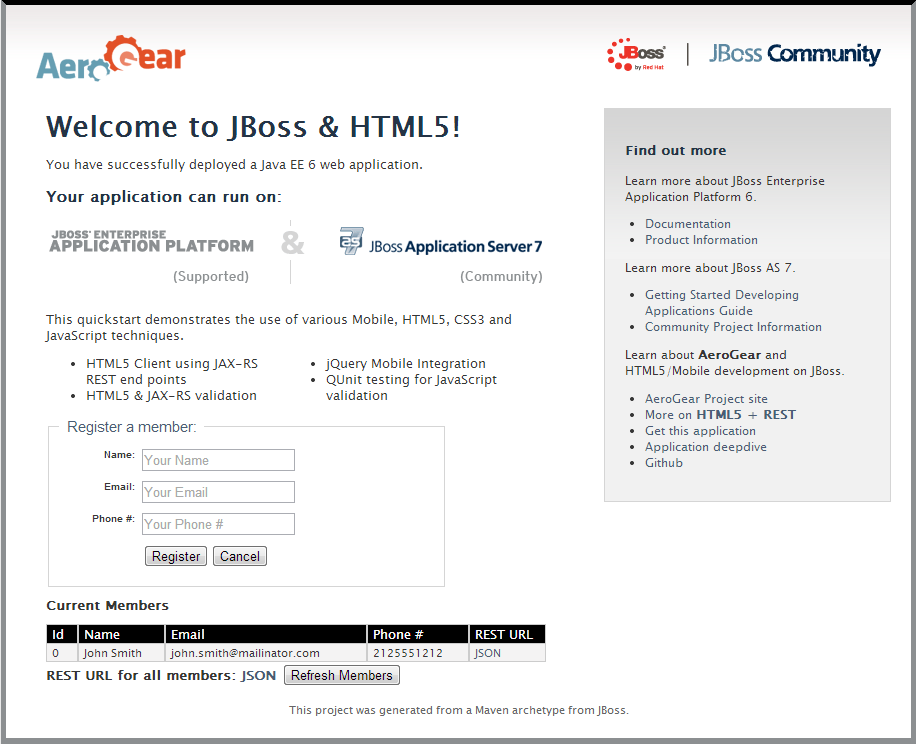 AeroGear
JBoss by Red Hat | JBoss Community
Welcome to JBoss & HTML5!
You have successfully deployed a Java EE 6 web application.
Your application can run on:
JBOSS® ENTERPRISE
APPLICATION PLATFORM
(Supported)
&
JBoss Application Server 7
(Community)
This quickstart demonstrates the use of various Mobile, HTML5, CSS3 and
JavaScript techniques.
• HTML5 Client using JAX-RS
REST end points
• HTML5 & JAX-RS validation
• jQuery Mobile Integration
• QUnit testing for JavaScript
validation
Register a member:
Name: Your Name
Email: Your Email
Phone #: Your Phone #
Register Cancel
Current Members
Id Name Email Phone # REST URL
0 John Smith john.smith@mailinator.com 2125551212 JSON
REST URL for all members: JSON Refresh Members
Find out more
Learn more about JBoss Enterprise
Application Platform 6.
• Documentation
• Product Information
Learn more about JBoss AS 7.
• Getting Started Developing
Applications Guide
• Community Project Information
Learn about AeroGear and
HTML5/Mobile development on JBoss.
• AeroGear Project site
• More on HTML5 + REST
• Get this application
• Application deepdive
• Github
This project was generated from a Maven archetype from JBoss.